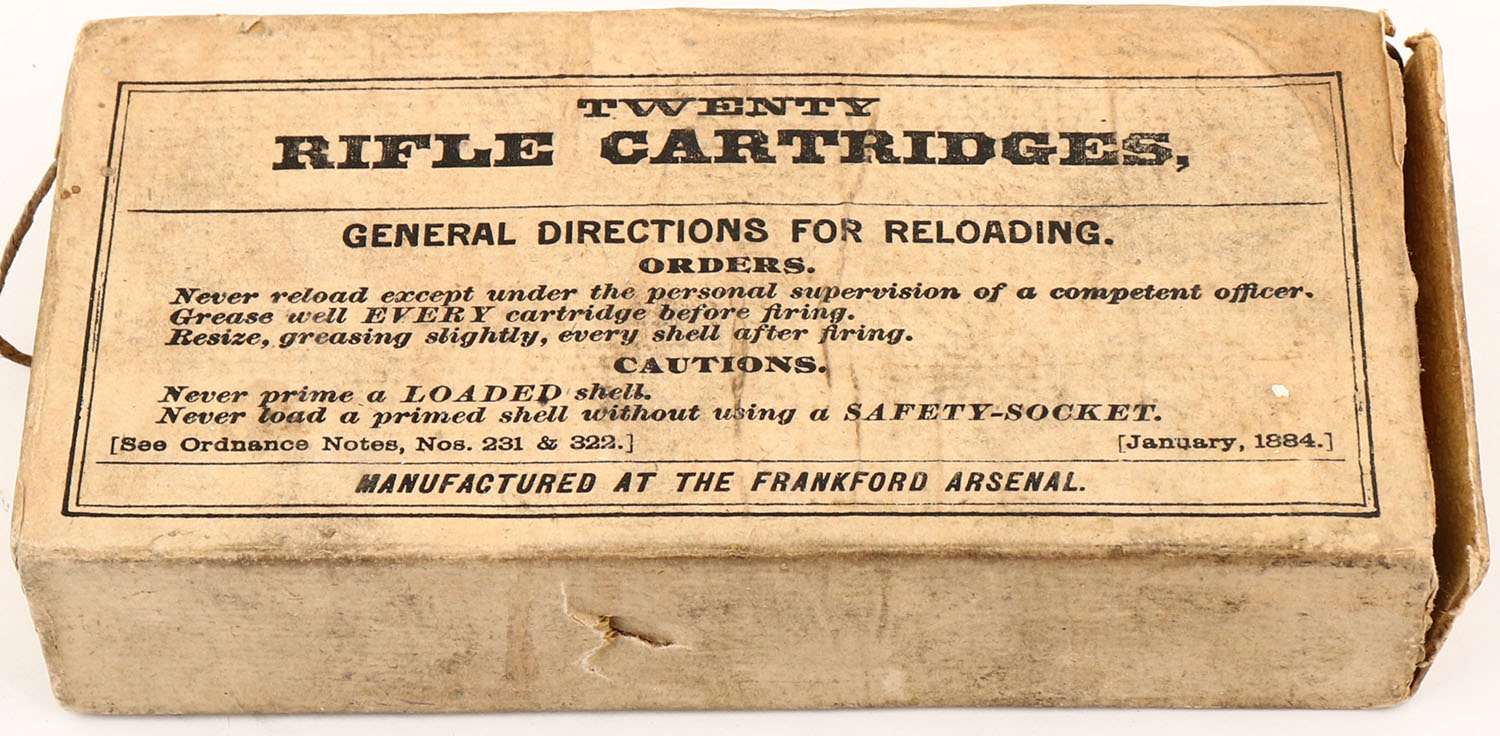 TWENTY
RIFLE CARTRIDGES,
GENERAL DIRECTIONS FOR RELOADING.
ORDERS.
Never reload except under the personal supervision of a competent officer.
Grease well EVERY cartridge before firing.
Resize, greasing slightly, every shell after firing.
CAUTIONS.
Never prime a LOADED shell.
Never load a primed shell without using a SAFETY-SOCKET.
[See Ordnance Notes, Nos. 231 & 322.] [January, 1884.]
MANUFACTURED AT THE FRANKFORD ARSENAL.